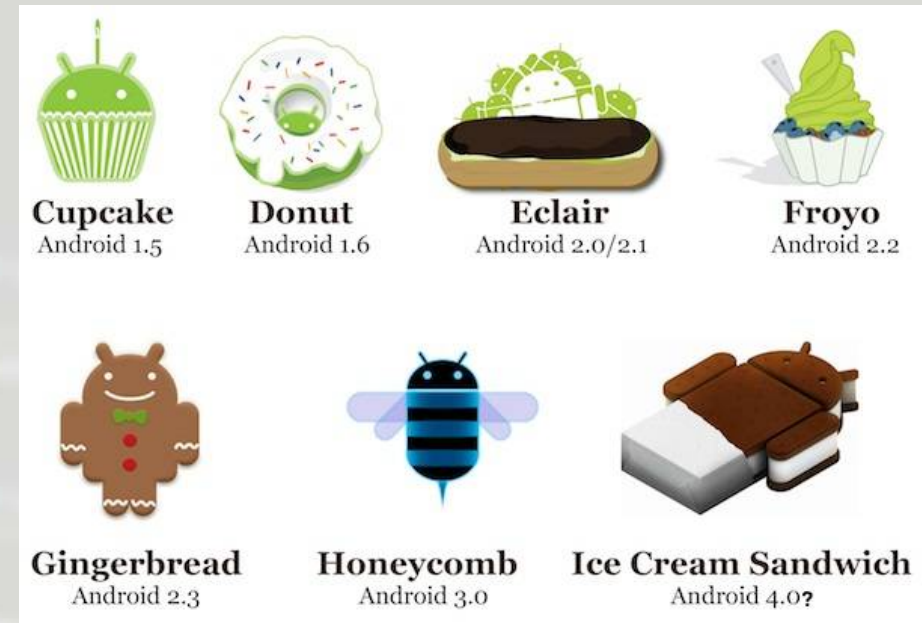 Cupcake
Android 1.5
Donut
Android 1.6
Eclair
Android 2.0/2.1
Froyo
Android 2.2
Gingerbread
Android 2.3
Honeycomb
Android 3.0
Ice Cream Sandwich
Android 4.0?